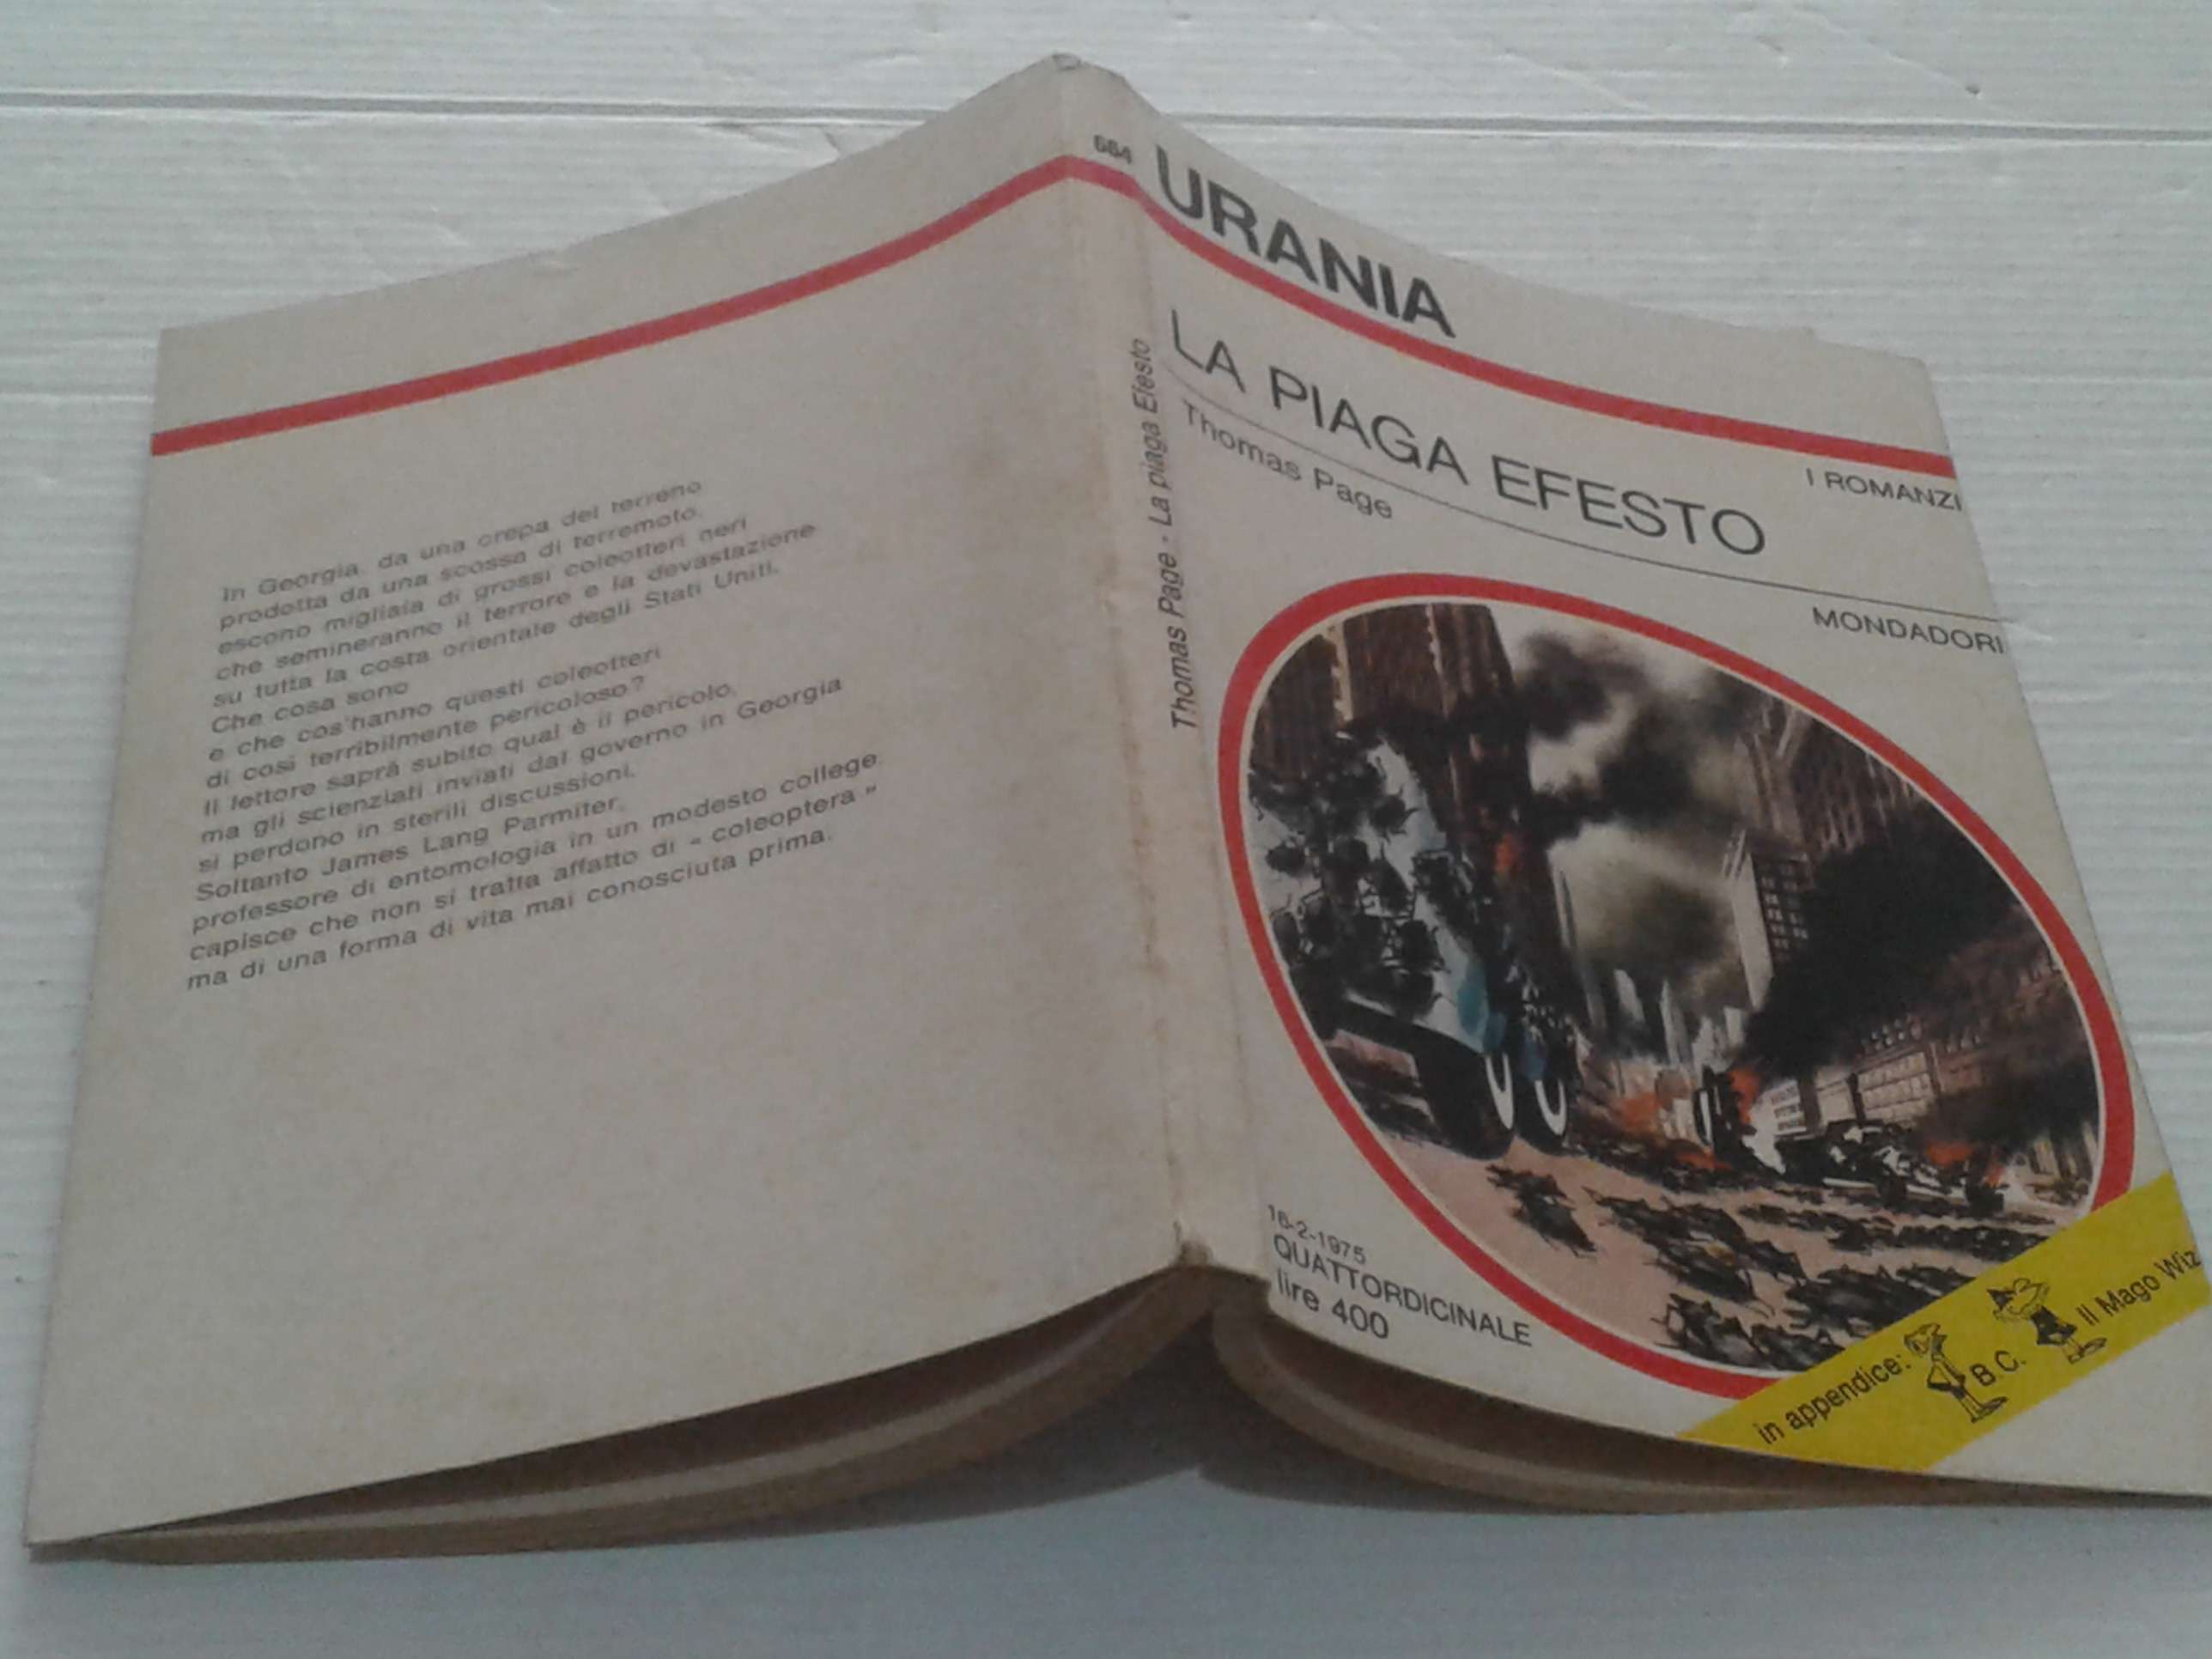 In Georgia, da una crepa del terreno
prodotta da una scossa di terremoto,
escono migliaia di grossi coleotteri neri
che semineranno il terrore e la devastazione
su tutta la costa orientale degli Stati Uniti.
Che cosa sono
e che cos'hanno questi coleotteri
di così terribilmente pericoloso?
Il lettore saprà subito qual è il pericolo,
ma gli scienziati inviati dal governo in Georgia
si perdono in sterili discussioni.
Soltanto James Lang Parmiter,
professore di entomologia in un modesto college,
capisce che non si tratta affatto di « coleoptera »
ma di una forma di vita mai conosciuta prima.
664
Thomas Page - La piaga Efesto
URANIA
I ROMANZI
LA PIAGA EFESTO
Thomas Page
MONDADORI
16-2-1975
QUATTORDICINALE
lire 400
in appendice: B.C. Il Mago Wiz